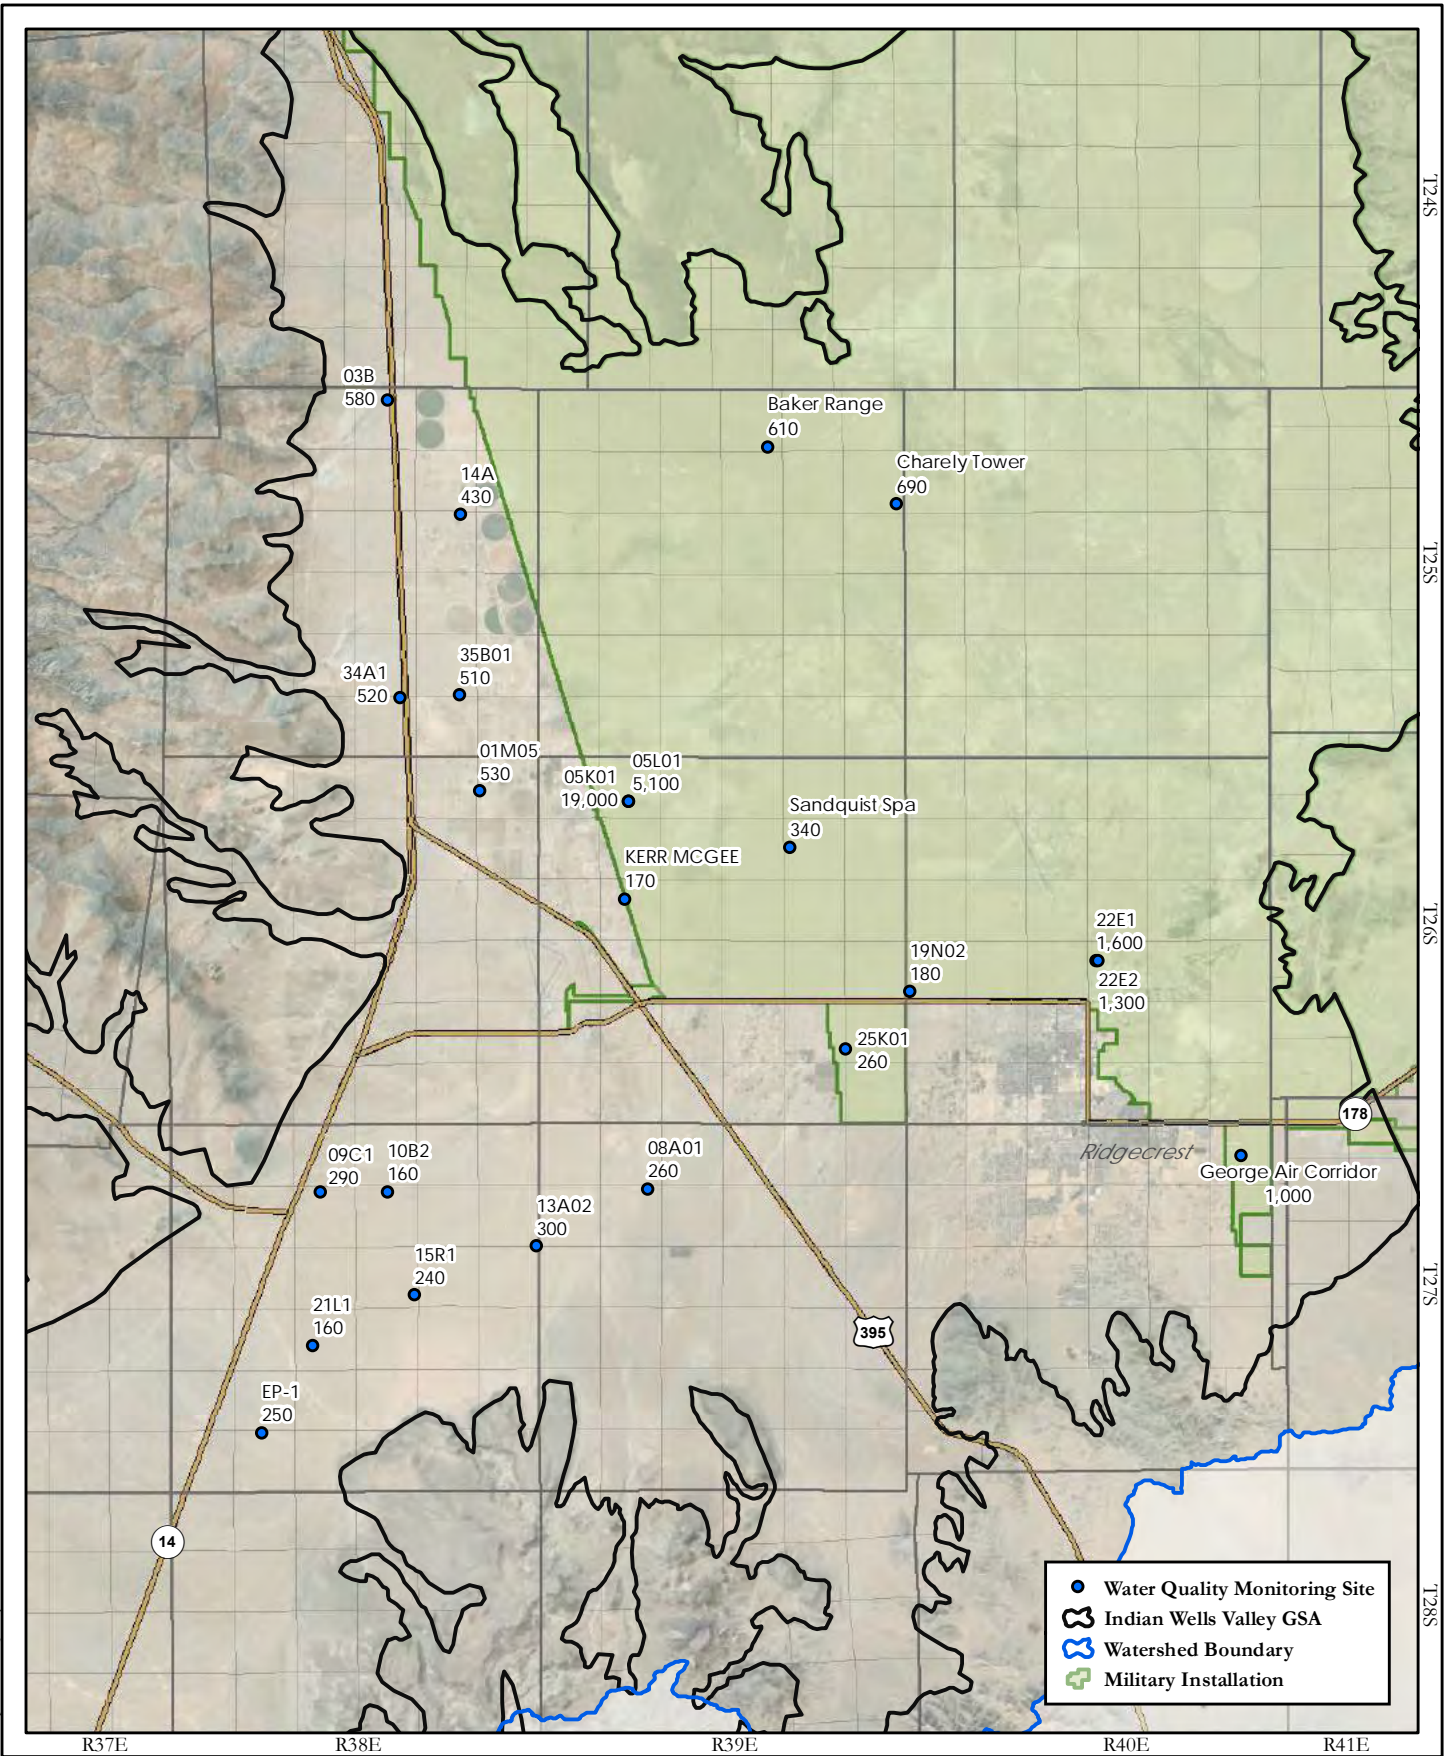 T24S
03B
580
Baker Range
610
Charely Tower
690
14A
430
T25S
35B01
510
34A1
520
01M05
530
05L01
5,100
05K01
19,000
Sandquist Spa
340
KERR MCGEE
170
T26S
22E1
1,600
19N02
180
22E2
1,300
25K01
260
178
Ridgecrest
George Air Corridor
1,000
09C1
290
10B2
160
08A01
260
13A02
300
15R1
240
T27S
21L1
160
395
EP-1
250
14
T28S
Water Quality Monitoring Site
Indian Wells Valley GSA
Watershed Boundary
Military Installation
R37E
R38E
R39E
R40E
R41E